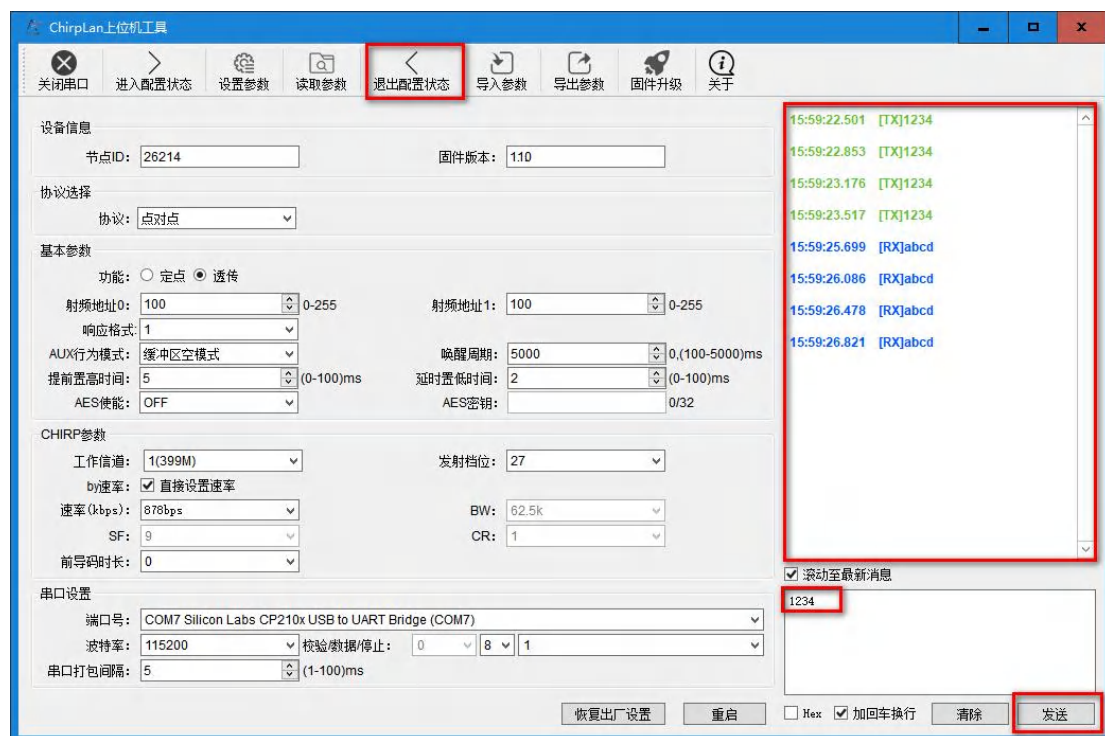 ChirpLan上位机工具
关闭串口 进入配置状态 设置参数 读取参数 退出配置状态 导入参数 导出参数 固件升级 关于
设备信息
节点ID: 26214 固件版本: 1.10
协议选择
协议: 点对点
基本参数
功能: 定点 透传
射频地址0: 100 0-255 射频地址1: 100 0-255
响应格式: 1
AUX行为模式: 缓冲区空模式 唤醒周期: 5000 0,(100-5000)ms
提前置高时间: 5 (0-100)ms 延时置低时间: 2 (0-100)ms
AES使能: OFF AES密钥: 0/32
CHIRP参数
工作信道: 1(399M) 发射档位: 27
by速率: 直接设置速率
速率(kbps): 878bps BW: 62.5k
SF: 9 CR: 1
前导码时长: 0
串口设置
端口号: COM7 Silicon Labs CP210x USB to UART Bridge (COM7)
波特率: 115200 校验/数据/停止: 0 8 1
串口打包间隔: 5 (1-100)ms
恢复出厂设置 重启
15:59:22.501 [TX]1234
15:59:22.853 [TX]1234
15:59:23.176 [TX]1234
15:59:23.517 [TX]1234
15:59:25.699 [RX]abcd
15:59:26.086 [RX]abcd
15:59:26.478 [RX]abcd
15:59:26.821 [RX]abcd
滚动至最新消息
1234
Hex 加回车换行 清除 发送